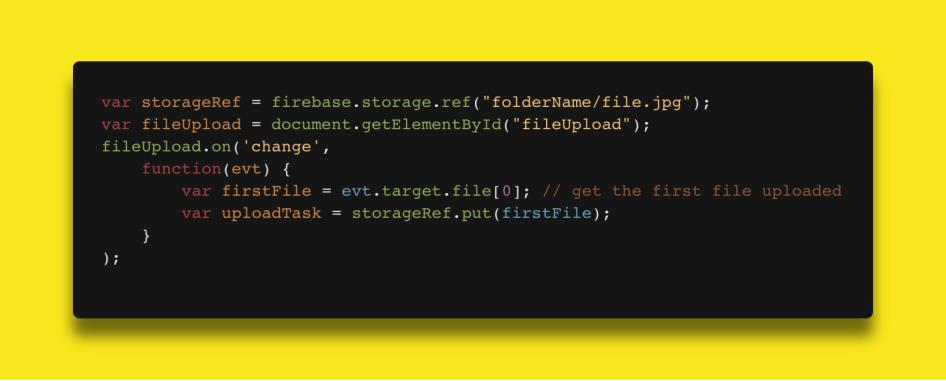 var storageRef = firebase.storage.ref("folderName/file.jpg");
var fileUpload = document.getElementById("fileUpload");
fileUpload.on('change',
    function(evt) {
        var firstFile = evt.target.file[0]; // get the first file uploaded
        var uploadTask = storageRef.put(firstFile);
    }
);